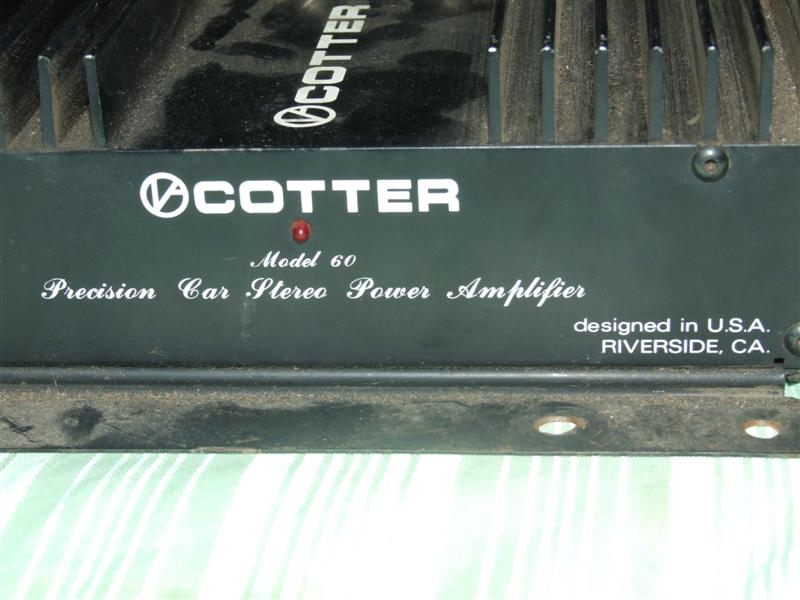 COTTER
COTTER
Model 60
Precision Car Stereo Power Amplifier
designed in U.S.A.
RIVERSIDE, CA.